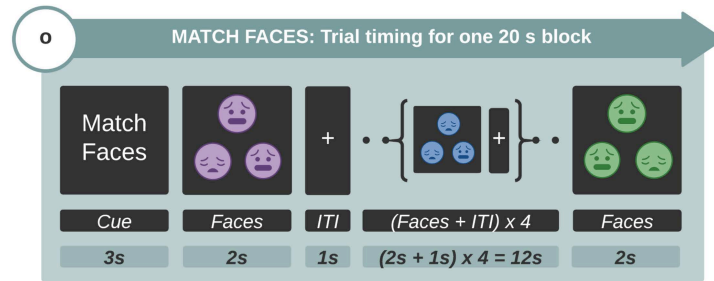 o
MATCH FACES: Trial timing for one 20 s block
Match
Faces
+
+
Cue
Faces
ITI
(Faces + ITI) x 4
Faces
3s
2s
1s
(2s + 1s) x 4 = 12s
2s